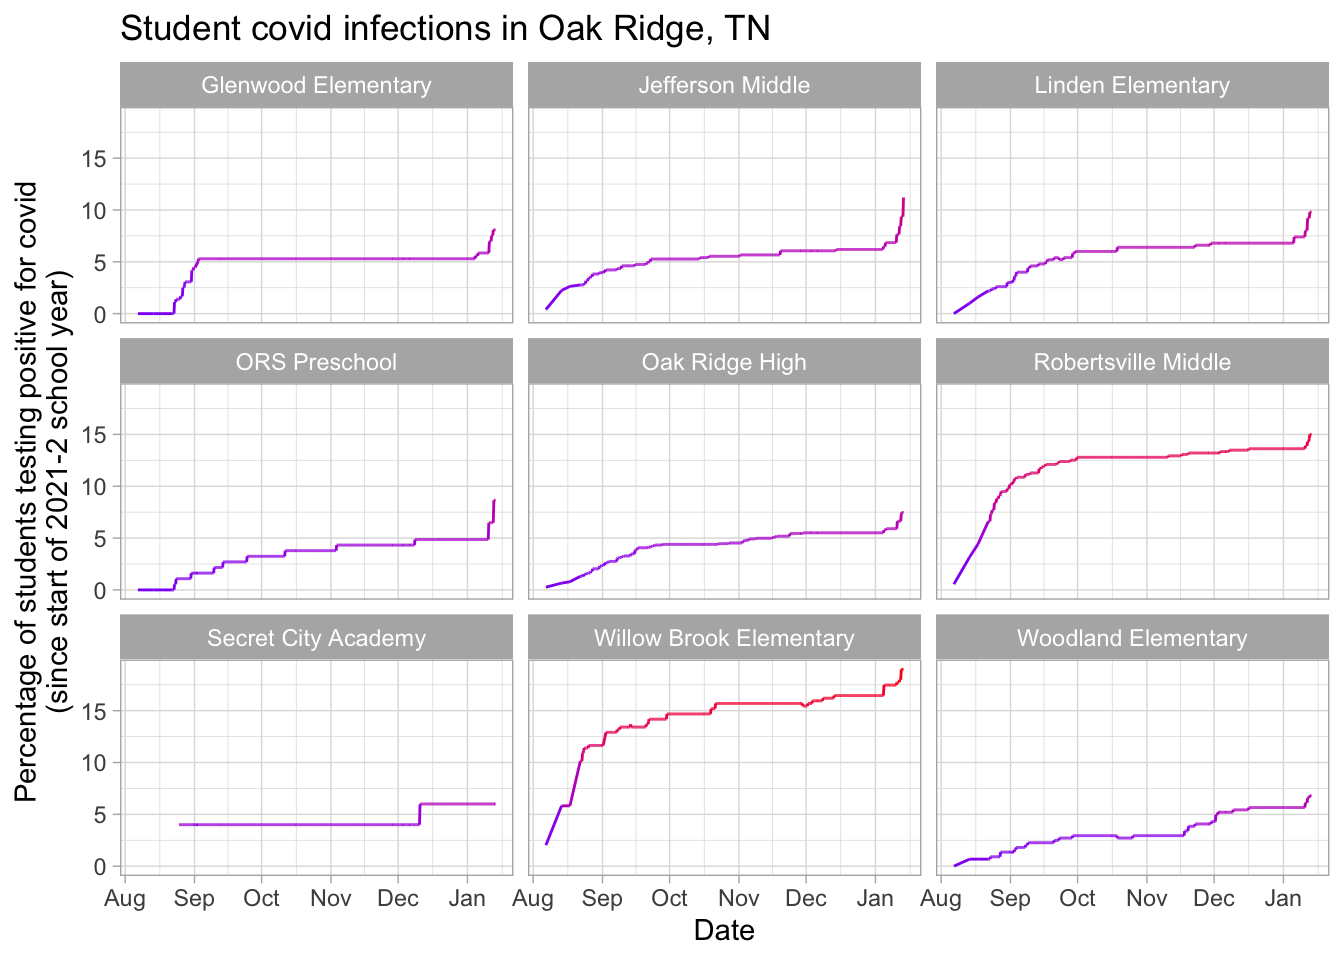 Student covid infections in Oak Ridge, TN
Percentage of students testing positive for covid
(since start of 2021-2 school year)
Glenwood Elementary
Jefferson Middle
Linden Elementary
15
10
5
0
ORS Preschool
Oak Ridge High
Robertsville Middle
15
10
5
0
Secret City Academy
Willow Brook Elementary
Woodland Elementary
15
10
5
0
Aug Sep Oct Nov Dec Jan
Aug Sep Oct Nov Dec Jan
Aug Sep Oct Nov Dec Jan
Date